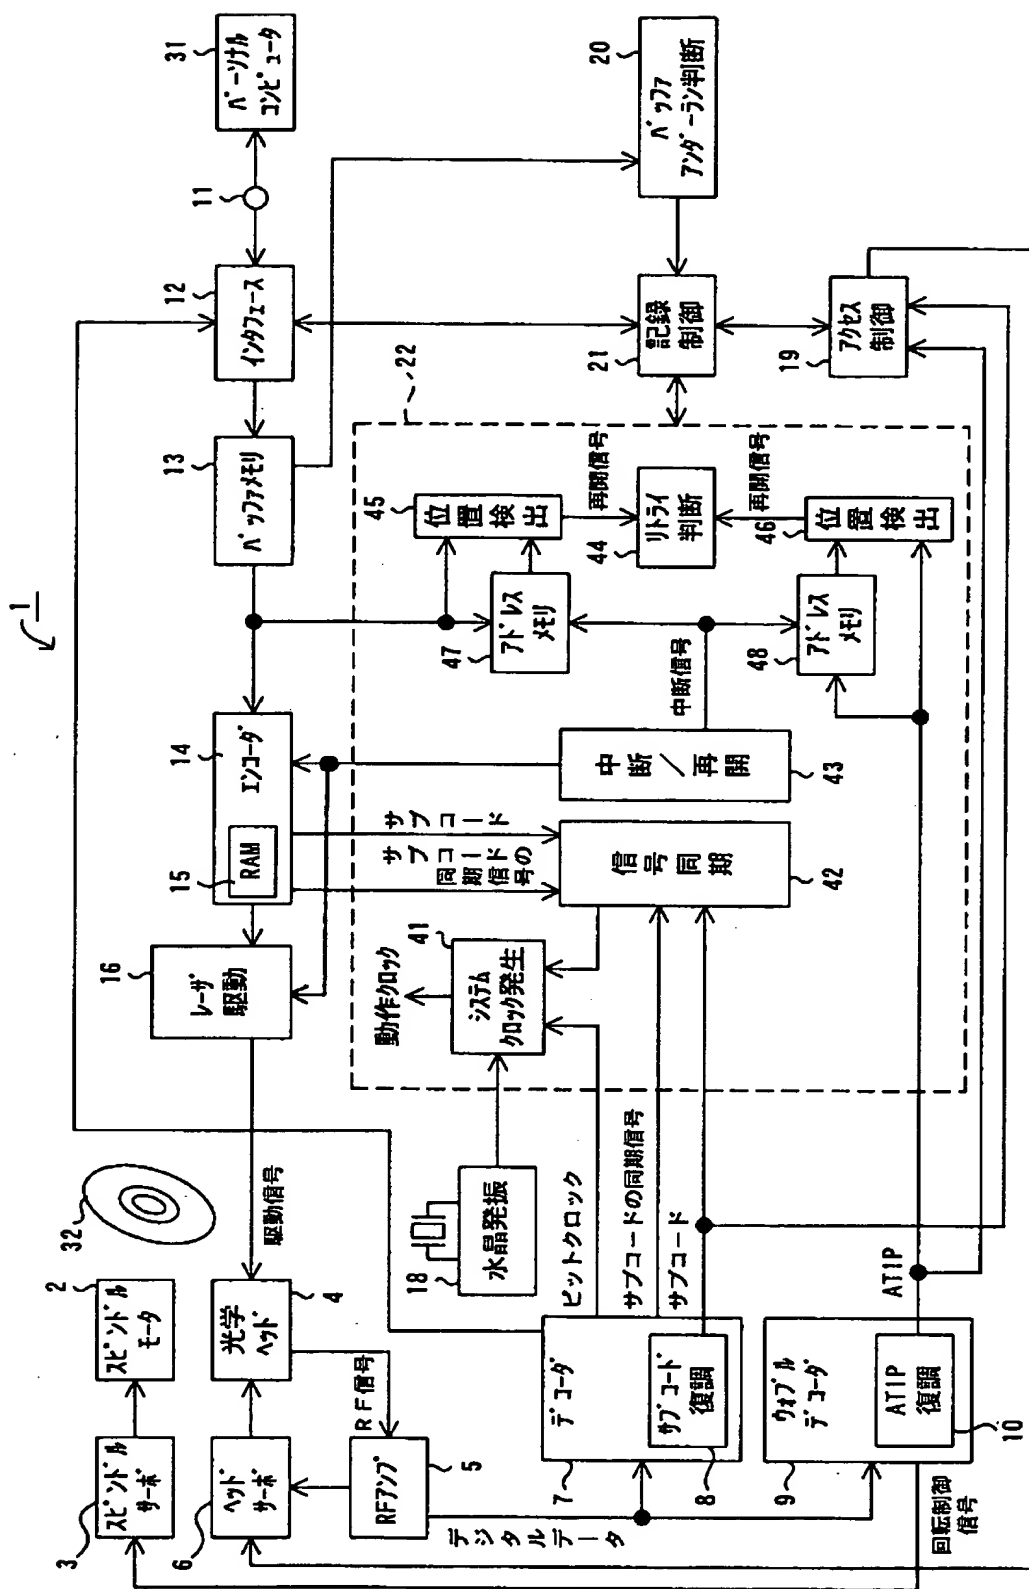 1
スピンドル
サーボ
3
スピンドル
モータ
2
32
ヘッド
サーボ
6
光学
ヘッド
4
駆動信号
レーザ
駆動
16
エンコーダ
14
RAM
15
バッファメモリ
13
インタフェース
12
11
パーソナル
コンピュータ
31
RFアンプ
5
RF信号
デジタルデータ
水晶発振
18
動作クロック
システム
クロック発生
41
サブコード
サブコード
同期信号の
信号同期
42
中断/再開
43
中断信号
アドレス
メモリ
47
位置検出
45
再開信号
リトライ
判断
44
再開信号
位置検出
46
アドレス
メモリ
48
22
記録
制御
21
バッファ
アンダーラン判断
20
アクセス
制御
19
デコーダ
7
サブコード
復調
8
ビットクロック
サブコードの同期信号
サブコード
ウォブル
デコーダ
9
ATIP
復調
10
ATIP
回転制御
信号